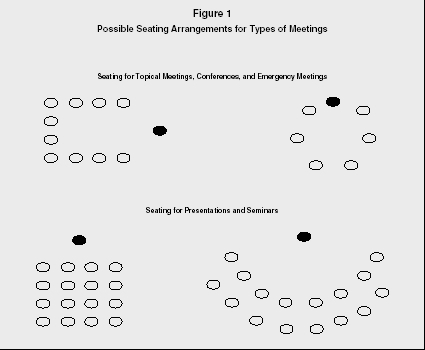 Figure 1
Possible Seating Arrangements for Types of Meetings
Seating for Topical Meetings, Conferences, and Emergency Meetings
Seating for Presentations and Seminars